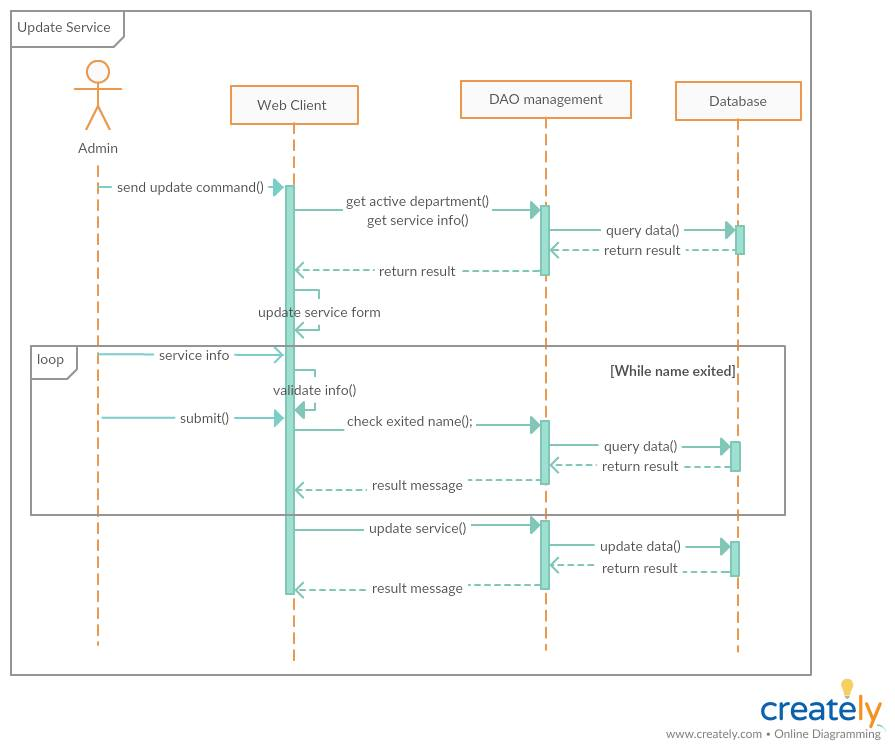 Update Service
Admin
Web Client
DAO management
Database
send update command()
get active department()
get service info()
query data()
return result
return result
update service form
loop
service info
[While name exited]
validate info()
submit()
check exited name();
query data()
return result
result message
update service()
update data()
return result
result message
creately
www.creately.com • Online Diagramming